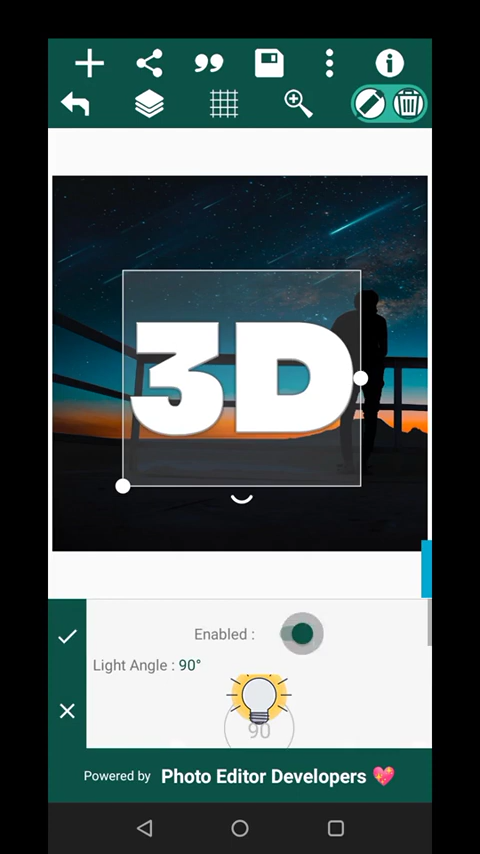 3D
Enabled :
Light Angle : 90°
90
Powered by Photo Editor Developers 💖